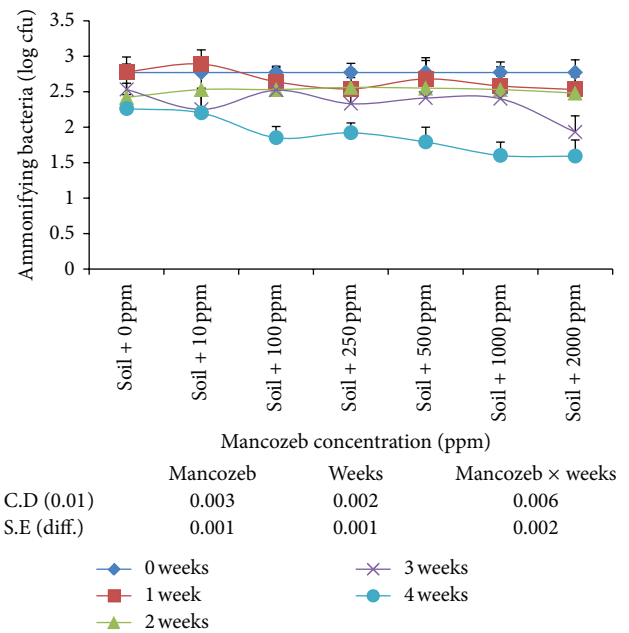 Ammonifying bacteria (log cfu)
3.5
3
2.5
2
1.5
1
0.5
0
Soil + 0 ppm
Soil + 10 ppm
Soil + 100 ppm
Soil + 250 ppm
Soil + 500 ppm
Soil + 1000 ppm
Soil + 2000 ppm
Mancozeb concentration (ppm)
Mancozeb Weeks Mancozeb × weeks
C.D (0.01) 0.003 0.002 0.006
S.E (diff.) 0.001 0.001 0.002
0 weeks 3 weeks
1 week 4 weeks
2 weeks